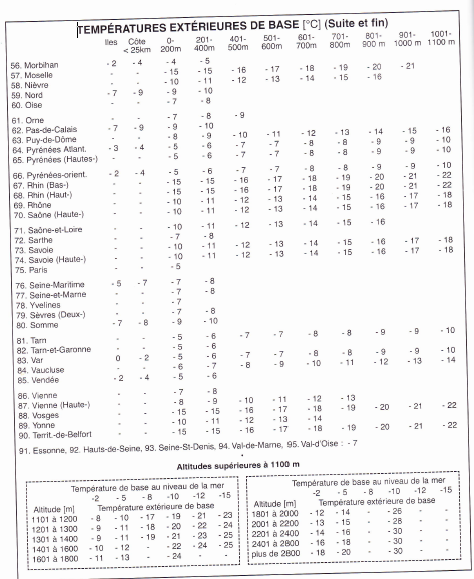 TEMPÉRATURES EXTÉRIEURES DE BASE [°C] (Suite et fin)
Iles Côte < 25km 0-200m 201-400m 401-500m 501-600m 601-700m 701-800m 801-900 m 901-1000 m 1001-1100m
56. Morbihan - 2 - 4 - 4 - 5
57. Moselle - - - 15 - 15 - 16 - 17 - 18 - 19 - 20 - 21
58. Nièvre - - - 10 - 11 - 12 - 13 - 14 - 15 - 16
59. Nord - 7 - 9 - 9 - 10
60. Oise - - - 7 - 8
61. Orne - - - 7 - 8 - 9
62. Pas-de-Calais - 7 - 9 - 9 - 10
63. Puy-de-Dôme - - - 8 - 9 - 10 - 11 - 12 - 13 - 14 - 15 - 16
64. Pyrénées Atlant. - 3 - 4 - 5 - 6 - 7 - 7 - 8 - 8 - 9 - 9 - 10
65. Pyrénées (Hautes-) - - - 5 - 6 - 7 - 7 - 8 - 8 - 9 - 9 - 10
66. Pyrénées-orient. - 2 - 4 - 5 - 6 - 7 - 7 - 8 - 8 - 9 - 9 - 10
67. Rhin (Bas-) - - - 15 - 15 - 16 - 17 - 18 - 19 - 20 - 21 - 22
68. Rhin (Haut-) - - - 15 - 15 - 16 - 17 - 18 - 19 - 20 - 21 - 22
69. Rhône - - - 10 - 11 - 12 - 13 - 14 - 15 - 16 - 17 - 18
70. Saône (Haute-) - - - 10 - 11 - 12 - 13 - 14 - 15 - 16 - 17 - 18
71. Saône-et-Loire - - - 10 - 11 - 12 - 13 - 14 - 15 - 16
72. Sarthe - - - 7 - 8
73. Savoie - - - 10 - 11 - 12 - 13 - 14 - 15 - 16 - 17 - 18
74. Savoie (Haute-) - - - 10 - 11 - 12 - 13 - 14 - 15 - 16 - 17 - 18
75. Paris - - - 5
76. Seine-Maritime - 5 - 7 - 7 - 8
77. Seine-et-Marne - - - 7 - 8
78. Yvelines - - - 7
79. Sèvres (Deux-) - - - 7 - 8
80. Somme - 7 - 8 - 9 - 10
81. Tarn - - - 5 - 6 - 7 - 7 - 8 - 8 - 9 - 9 - 10
82. Tarn-et-Garonne - - - 5 - 6
83. Var 0 - 2 - 5 - 6 - 7 - 7 - 8 - 8 - 9 - 9 - 10
84. Vaucluse - - - 6 - 7 - 8 - 9 - 10 - 11 - 12 - 13 - 14
85. Vendée - 2 - 4 - 5 - 6
86. Vienne - - - 7 - 8
87. Vienne (Haute-) - - - 8 - 9 - 10 - 11 - 12 - 13
88. Vosges - - - 15 - 15 - 16 - 17 - 18 - 19 - 20 - 21 - 22
89. Yonne - - - 10 - 11 - 12 - 13 - 14
90. Territ.-de-Belfort - - - 15 - 15 - 16 - 17 - 18 - 19 - 20 - 21 - 22
91. Essonne, 92. Hauts-de-Seine, 93. Seine-St-Denis, 94. Val-de-Marne, 95. Val-d'Oise : - 7
Altitudes supérieures à 1100 m
Température de base au niveau de la mer
-2 -5 -8 -10 -12 -15
Altitude [m] Température extérieure de base
1101 à 1200 - 8 - 10 - 17 - 19 - 21 - 23
1201 à 1300 - 9 - 11 - 18 - 20 - 22 - 24
1301 à 1400 - 9 - 11 - 19 - 21 - 23 - 25
1401 à 1600 - 10 - 12 - - 22 - 24 - 25
1601 à 1800 - 11 - 13 - - 24 - -
Température de base au niveau de la mer
-2 -5 -8 -10 -12 -15
Altitude [m] Température extérieure de base
1801 à 2000 - 12 - 14 - - 26 - -
2001 à 2200 - 13 - 15 - - 28 - -
2201 à 2400 - 14 - 16 - - 30 - -
2401 à 2800 - 16 - 18 - - 30 - -
plus de 2800 - 18 - 20 - - 30 - -